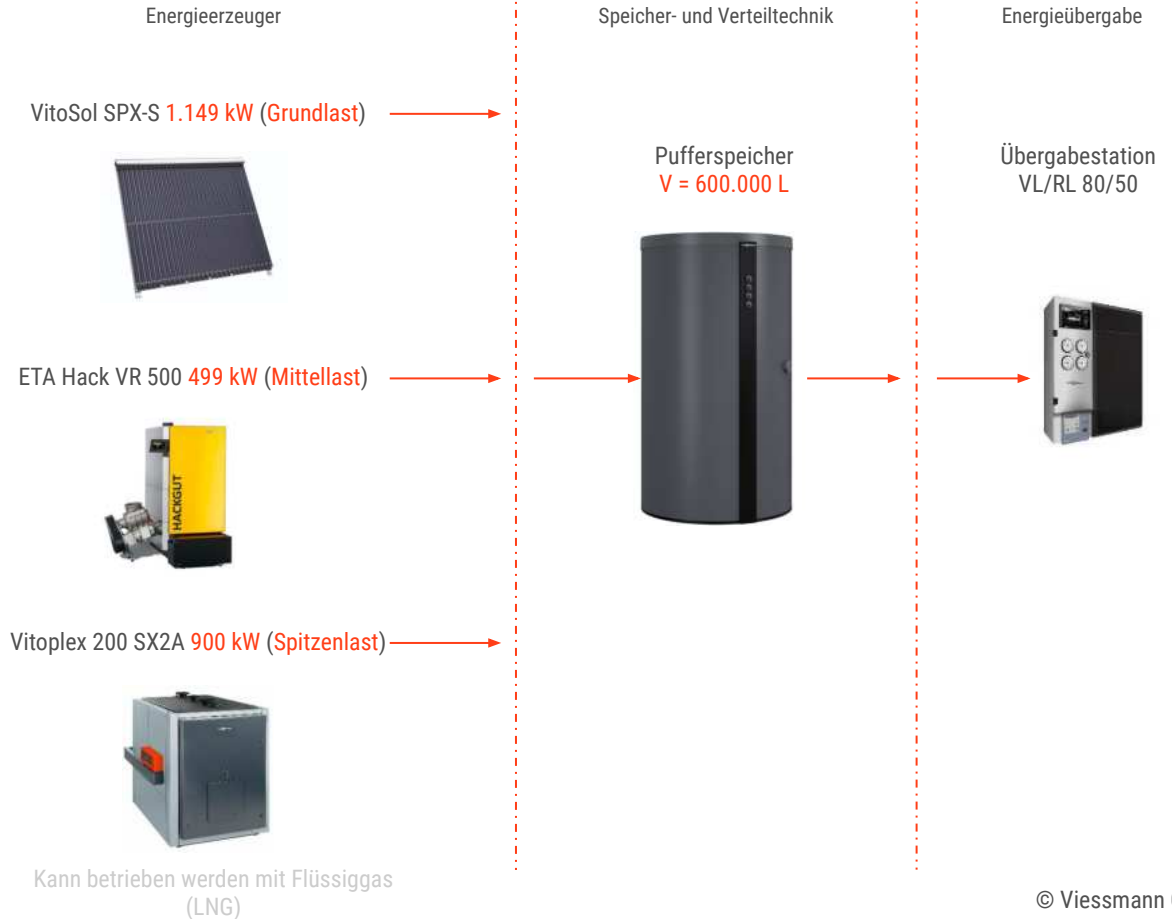 Energieerzeuger
Speicher- und Verteiltechnik
Energieübergabe
VitoSol SPX-S 1.149 kW (Grundlast)
Pufferspeicher
V = 600.000 L
Übergabestation
VL/RL 80/50
ETA Hack VR 500 499 kW (Mittellast)
HACKGUT
Vitoplex 200 SX2A 900 kW (Spitzenlast)
Kann betrieben werden mit Flüssiggas
(LNG)
© Viessmann